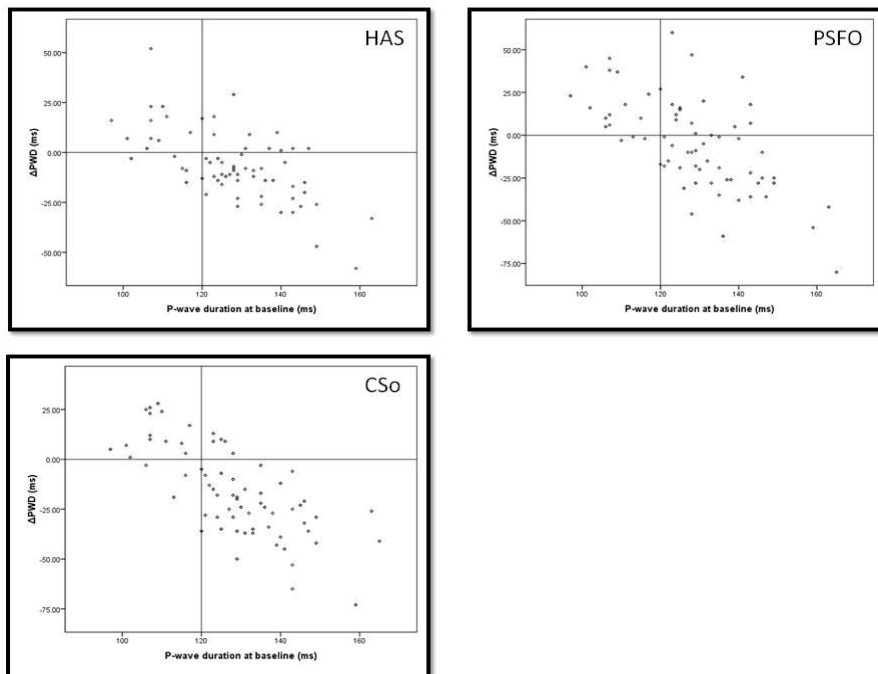 HAS
50.00
25.00
0.00
-25.00
-50.00
ΔPWD (ms)
100 120 140 160
P-wave duration at baseline (ms)
PSFO
50.00
25.00
0.00
-25.00
-50.00
-75.00
ΔPWD (ms)
100 120 140 160
P-wave duration at baseline (ms)
CSo
25.00
0.00
-25.00
-50.00
-75.00
ΔPWD (ms)
100 120 140 160
P-wave duration at baseline (ms)